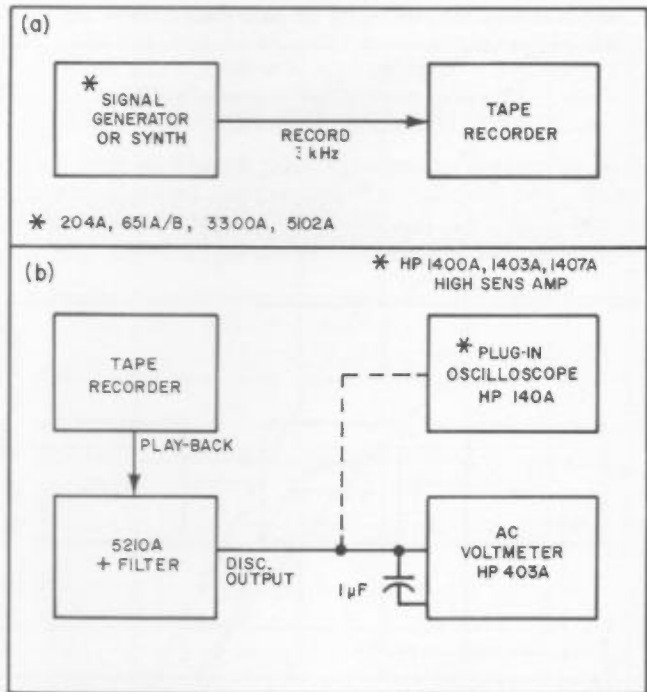 (a)
* SIGNAL
GENERATOR
OR SYNTH
RECORD
3 kHz
TAPE
RECORDER
* 204A, 651A/B, 3300A, 5102A
(b)
* HP 1400A, 1403A, 1407A
HIGH SENS AMP
TAPE
RECORDER
* PLUG-IN
OSCILLOSCOPE
HP 140A
PLAY-BACK
5210A
+ FILTER
DISC.
OUTPUT
1µF
AC
VOLTMETER
HP 403A